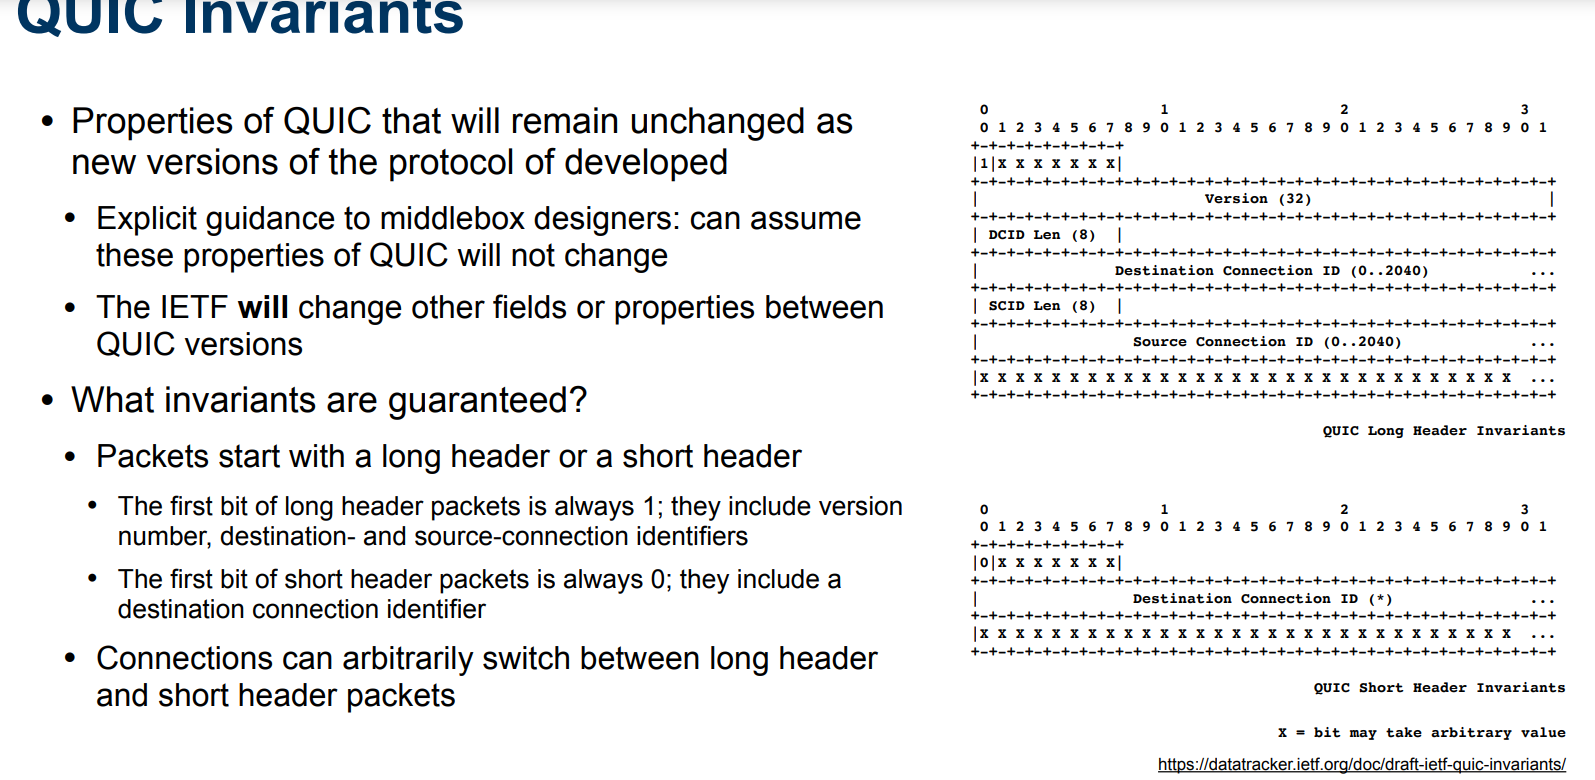 QUIC Invariants
• Properties of QUIC that will remain unchanged as
new versions of the protocol of developed
• Explicit guidance to middlebox designers: can assume
these properties of QUIC will not change
• The IETF will change other fields or properties between
QUIC versions
• What invariants are guaranteed?
• Packets start with a long header or a short header
• The first bit of long header packets is always 1; they include version
number, destination- and source-connection identifiers
• The first bit of short header packets is always 0; they include a
destination connection identifier
• Connections can arbitrarily switch between long header
and short header packets
0                   1                   2                   3
0 1 2 3 4 5 6 7 8 9 0 1 2 3 4 5 6 7 8 9 0 1 2 3 4 5 6 7 8 9 0 1
+-+-+-+-+-+-+-+-+
|1|X X X X X X X|
+-+-+-+-+-+-+-+-+-+-+-+-+-+-+-+-+-+-+-+-+-+-+-+-+-+-+-+-+-+-+-+-+
|                         Version (32)                          |
+-+-+-+-+-+-+-+-+-+-+-+-+-+-+-+-+-+-+-+-+-+-+-+-+-+-+-+-+-+-+-+-+
| DCID Len (8)  |
+-+-+-+-+-+-+-+-+-+-+-+-+-+-+-+-+-+-+-+-+-+-+-+-+-+-+-+-+-+-+-+-+
|               Destination Connection ID (0..2040)           ...
+-+-+-+-+-+-+-+-+-+-+-+-+-+-+-+-+-+-+-+-+-+-+-+-+-+-+-+-+-+-+-+-+
| SCID Len (8)  |
+-+-+-+-+-+-+-+-+-+-+-+-+-+-+-+-+-+-+-+-+-+-+-+-+-+-+-+-+-+-+-+-+
|                 Source Connection ID (0..2040)              ...
+-+-+-+-+-+-+-+-+-+-+-+-+-+-+-+-+-+-+-+-+-+-+-+-+-+-+-+-+-+-+-+-+
|X X X X X X X X X X X X X X X X X X X X X X X X X X X X X X  ...
+-+-+-+-+-+-+-+-+-+-+-+-+-+-+-+-+-+-+-+-+-+-+-+-+-+-+-+-+-+-+-+-+
QUIC Long Header Invariants
0                   1                   2                   3
0 1 2 3 4 5 6 7 8 9 0 1 2 3 4 5 6 7 8 9 0 1 2 3 4 5 6 7 8 9 0 1
+-+-+-+-+-+-+-+-+
|0|X X X X X X X|
+-+-+-+-+-+-+-+-+-+-+-+-+-+-+-+-+-+-+-+-+-+-+-+-+-+-+-+-+-+-+-+-+
|                 Destination Connection ID (*)               ...
+-+-+-+-+-+-+-+-+-+-+-+-+-+-+-+-+-+-+-+-+-+-+-+-+-+-+-+-+-+-+-+-+
|X X X X X X X X X X X X X X X X X X X X X X X X X X X X X X  ...
+-+-+-+-+-+-+-+-+-+-+-+-+-+-+-+-+-+-+-+-+-+-+-+-+-+-+-+-+-+-+-+-+
QUIC Short Header Invariants
X = bit may take arbitrary value
https://datatracker.ietf.org/doc/draft-ietf-quic-invariants/